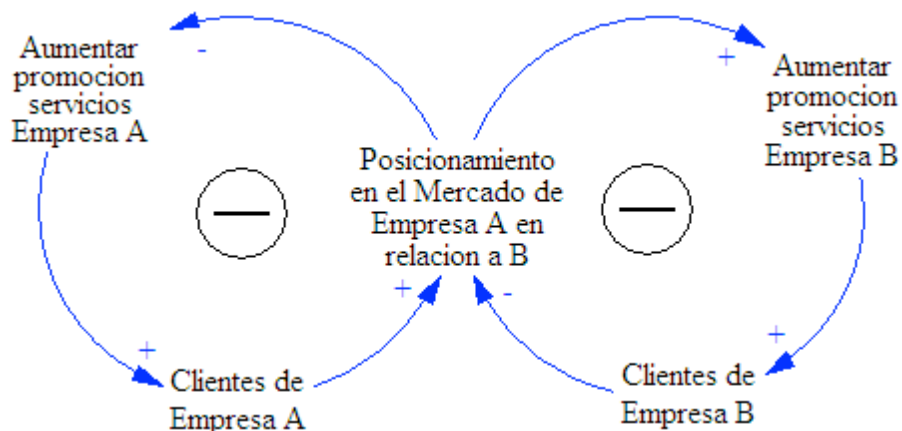 -
Aumentar
promocion
servicios
Empresa A
+
Aumentar
promocion
servicios
Empresa B
Posicionamiento
en el Mercado de
Empresa A en
relacion a B
+
-
+
Clientes de
Empresa A
+
Clientes de
Empresa B